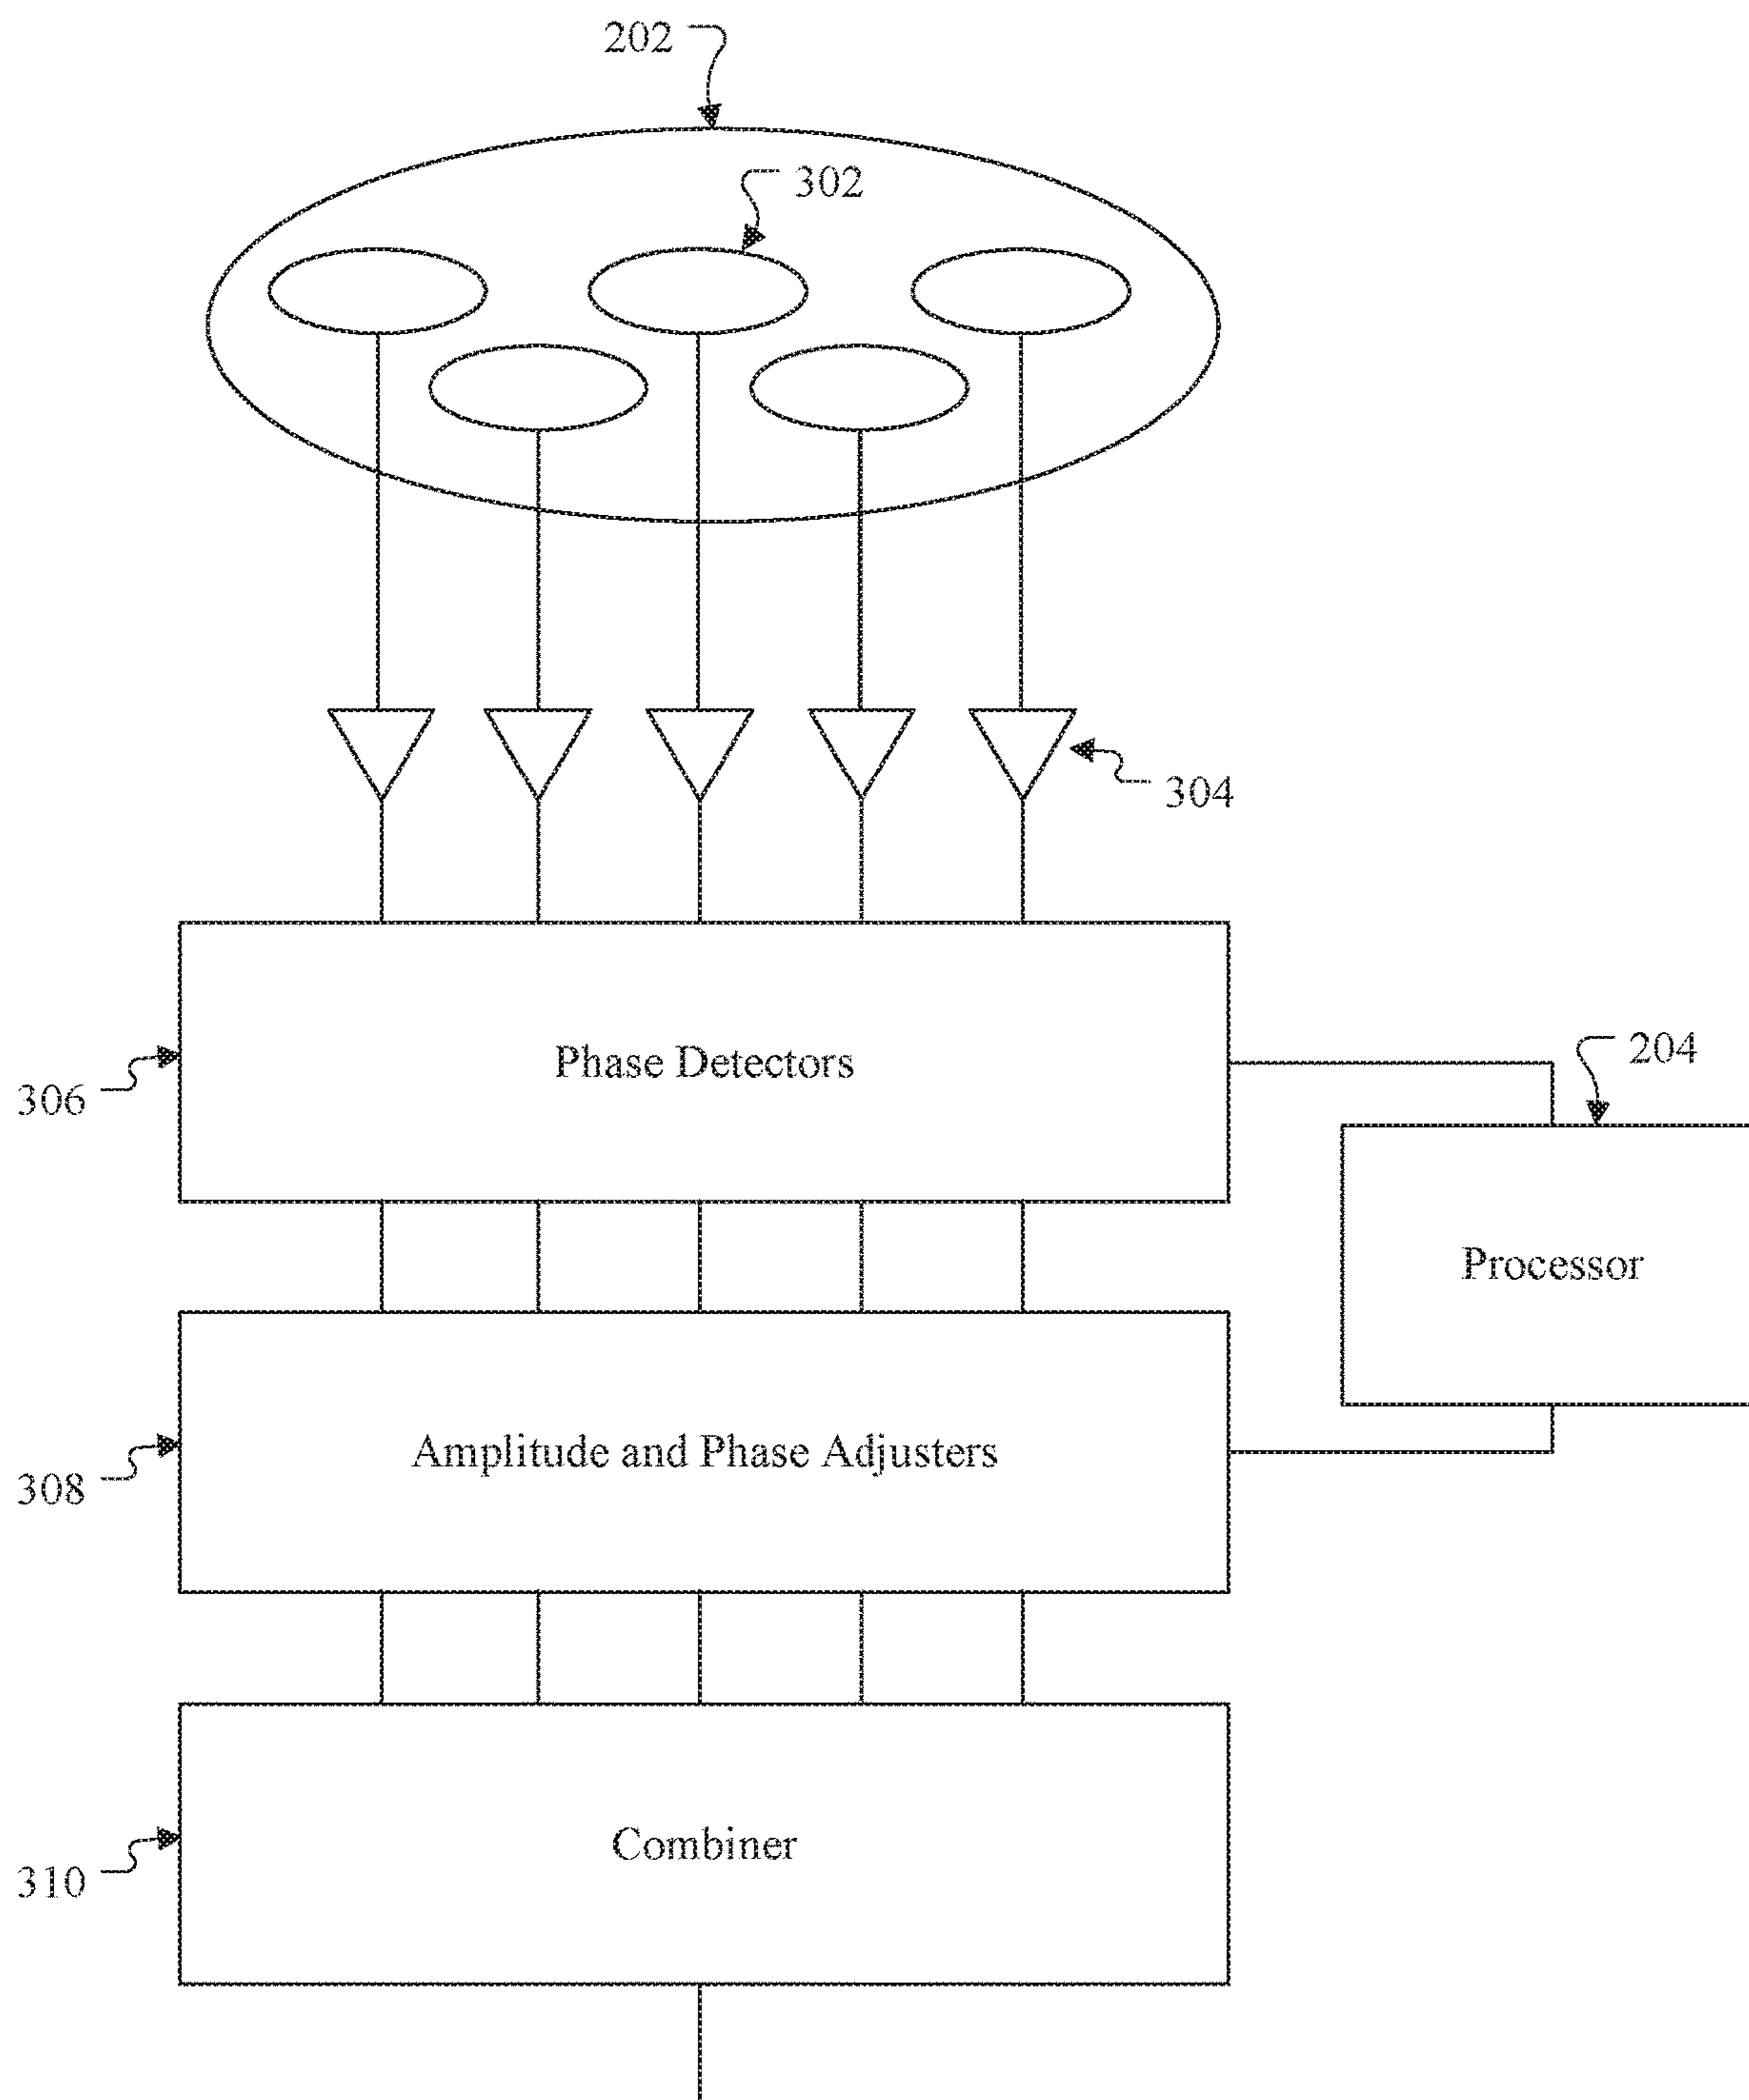 202
302
304
Phase Detectors
204
306
Processor
Amplitude and Phase Adjusters
308
Combiner
310